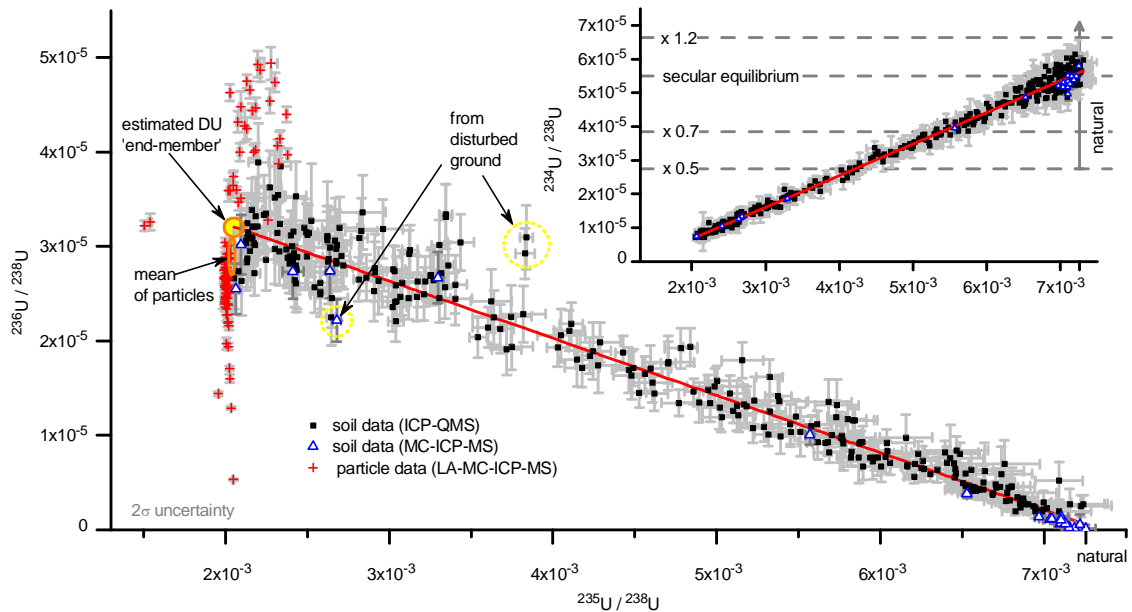 5x10⁻⁵
4x10⁻⁵
3x10⁻⁵
2x10⁻⁵
1x10⁻⁵
0
²³⁶U / ²³⁸U
2x10⁻³
3x10⁻³
4x10⁻³
5x10⁻³
6x10⁻³
7x10⁻³
natural
²³⁵U / ²³⁸U
estimated DU
'end-member'
mean
of particles
from
disturbed
ground
soil data (ICP-QMS)
soil data (MC-ICP-MS)
particle data (LA-MC-ICP-MS)
2σ uncertainty
7x10⁻⁵
6x10⁻⁵
5x10⁻⁵
4x10⁻⁵
3x10⁻⁵
2x10⁻⁵
1x10⁻⁵
0
²³⁴U / ²³⁸U
x 1.2
secular equilibrium
x 0.7
x 0.5
natural
2x10⁻³
3x10⁻³
4x10⁻³
5x10⁻³
6x10⁻³
7x10⁻³